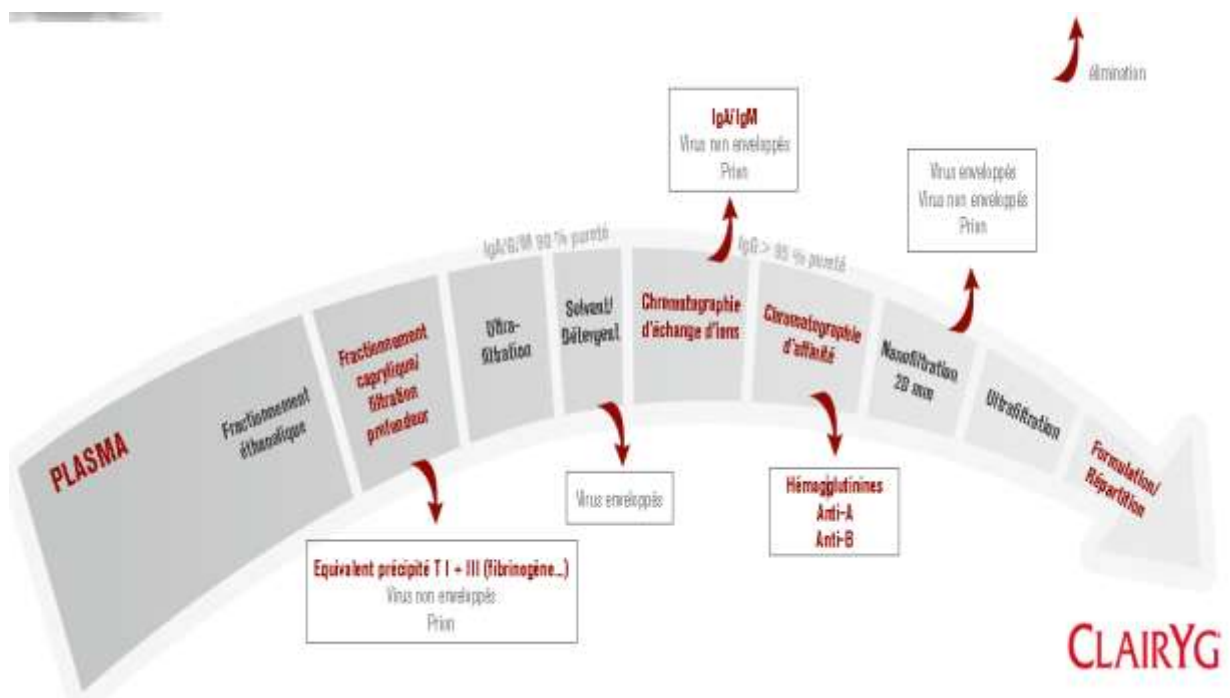 élimination
IgA/IgM
Virus non enveloppés
Prion
Virus enveloppés
Virus non enveloppés
Prion
IgA/G/M 90 % pureté
IgG > 95 % pureté
PLASMA
Fractionnement
éthanolique
Fractionnement
caprylique/
filtration
profondeur
Ultra-
filtration
Solvant/
Détergent
Chromatographie
d'échange d'ions
Chromatographie
d'affinité
Nanofiltration
20 nm
Ultrafiltration
Formulation/
Répartition
Equivalent précipité T I + III (fibrinogène...)
Virus non enveloppés
Prion
Virus enveloppés
Hémagglutinines
Anti-A
Anti-B
CLAIRYG